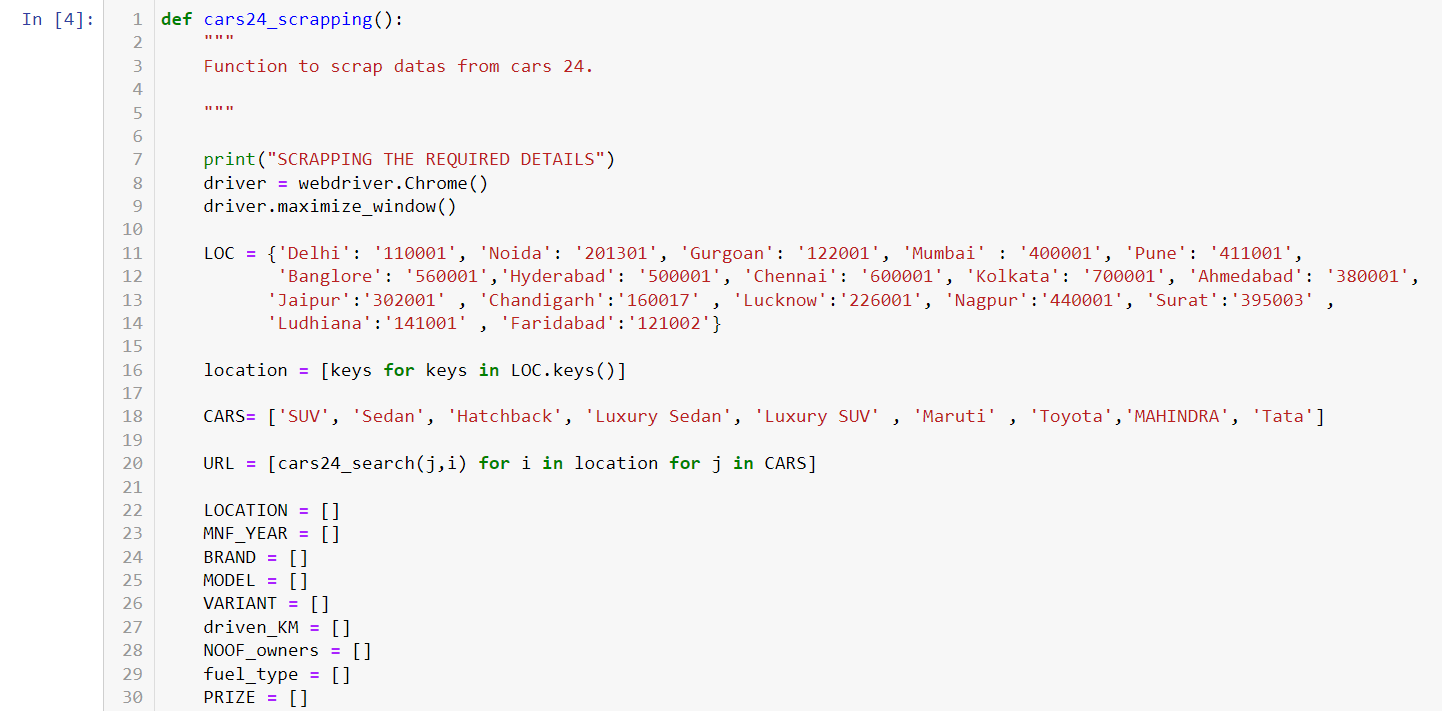 In [4]:
1 def cars24_scrapping():
2     """
3     Function to scrap datas from cars 24.
4
5     """
6
7     print("SCRAPPING THE REQUIRED DETAILS")
8     driver = webdriver.Chrome()
9     driver.maximize_window()
10
11     LOC = {'Delhi': '110001', 'Noida': '201301', 'Gurgoan': '122001', 'Mumbai' : '400001', 'Pune': '411001',
12            'Banglore': '560001','Hyderabad': '500001', 'Chennai': '600001', 'Kolkata': '700001', 'Ahmedabad': '380001',
13           'Jaipur':'302001' , 'Chandigarh':'160017' , 'Lucknow':'226001', 'Nagpur':'440001', 'Surat':'395003' ,
14           'Ludhiana':'141001' , 'Faridabad':'121002'}
15
16     location = [keys for keys in LOC.keys()]
17
18     CARS= ['SUV', 'Sedan', 'Hatchback', 'Luxury Sedan', 'Luxury SUV' , 'Maruti' , 'Toyota','MAHINDRA', 'Tata']
19
20     URL = [cars24_search(j,i) for i in location for j in CARS]
21
22     LOCATION = []
23     MNF_YEAR = []
24     BRAND = []
25     MODEL = []
26     VARIANT = []
27     driven_KM = []
28     NOOF_owners = []
29     fuel_type = []
30     PRIZE = []